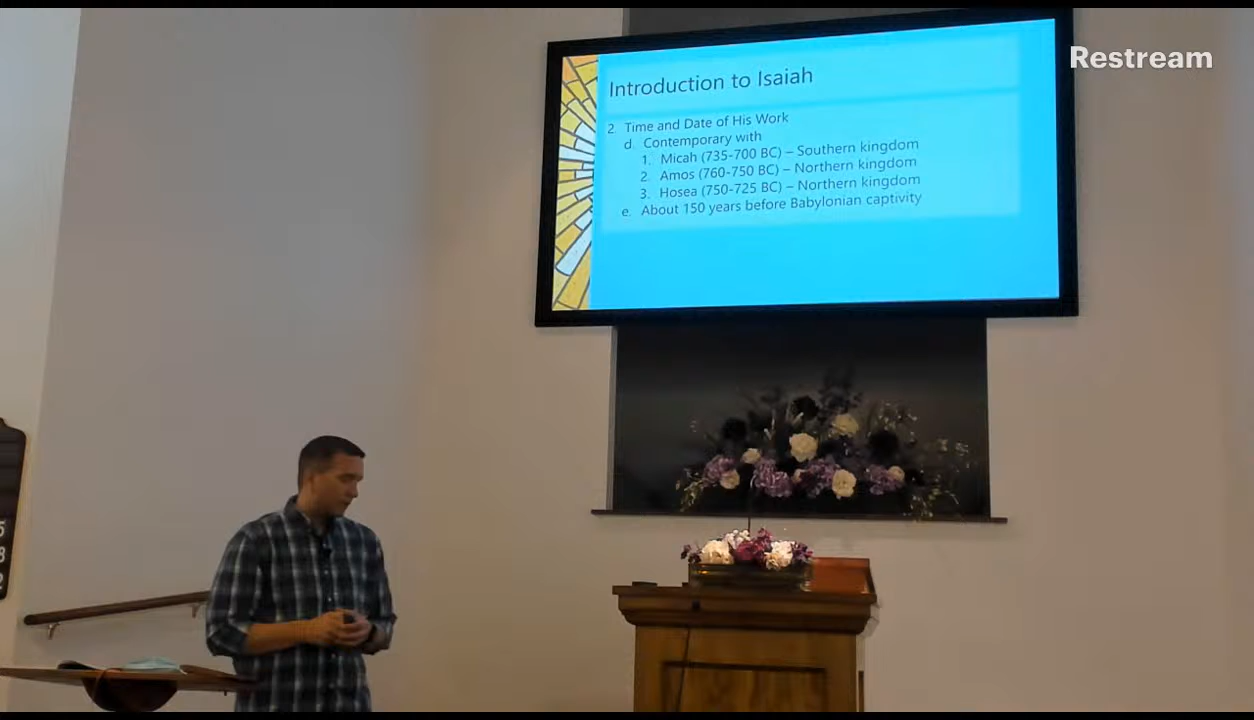 Restream
Introduction to Isaiah
2. Time and Date of His Work
d. Contemporary with
1. Micah (735-700 BC) – Southern kingdom
2. Amos (760-750 BC) – Northern kingdom
3. Hosea (750-725 BC) – Northern kingdom
e. About 150 years before Babylonian captivity